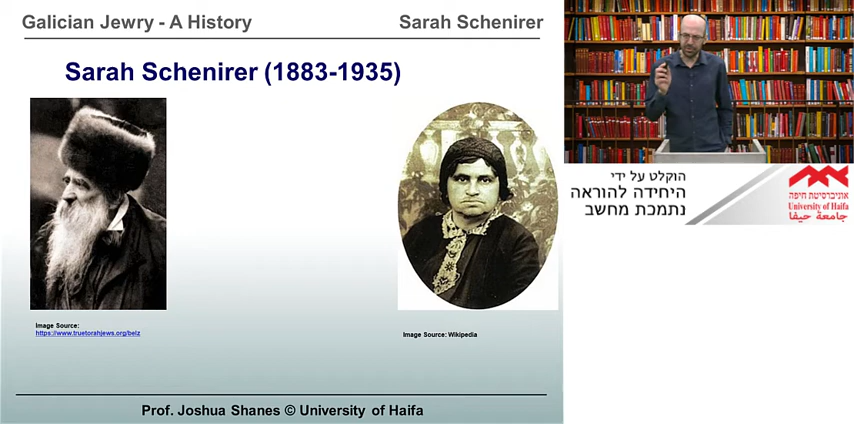 Galician Jewry - A History
Sarah Schenirer
Sarah Schenirer (1883-1935)
Image Source:
https://www.truetorahjews.org/belz
Image Source: Wikipedia
Prof. Joshua Shanes © University of Haifa
הוקלט על ידי
היחידה להוראה
נתמכת מחשב
אוניברסיטת חיפה
University of Haifa
جامعة حيفا